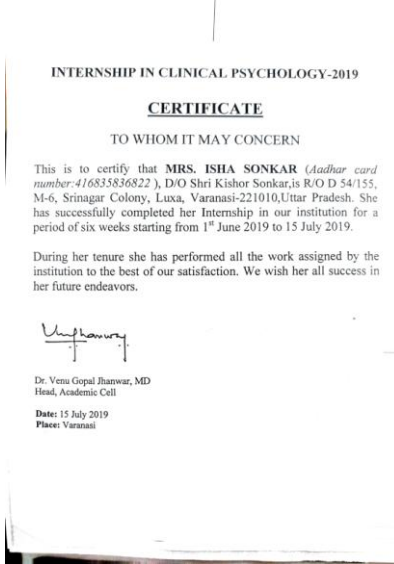 INTERNSHIP IN CLINICAL PSYCHOLOGY-2019
CERTIFICATE
TO WHOM IT MAY CONCERN
This is to certify that MRS. ISHA SONKAR (Aadhar card
number:416835836822 ), D/O Shri Kishor Sonkar,is R/O D 54/155,
M-6, Srinagar Colony, Luxa, Varanasi-221010,Uttar Pradesh. She
has successfully completed her Internship in our institution for a
period of six weeks starting from 1st June 2019 to 15 July 2019.
During her tenure she has performed all the work assigned by the
institution to the best of our satisfaction. We wish her all success in
her future endeavors.
Dr. Venu Gopal Jhanwar, MD
Head, Academic Cell
Date: 15 July 2019
Place: Varanasi